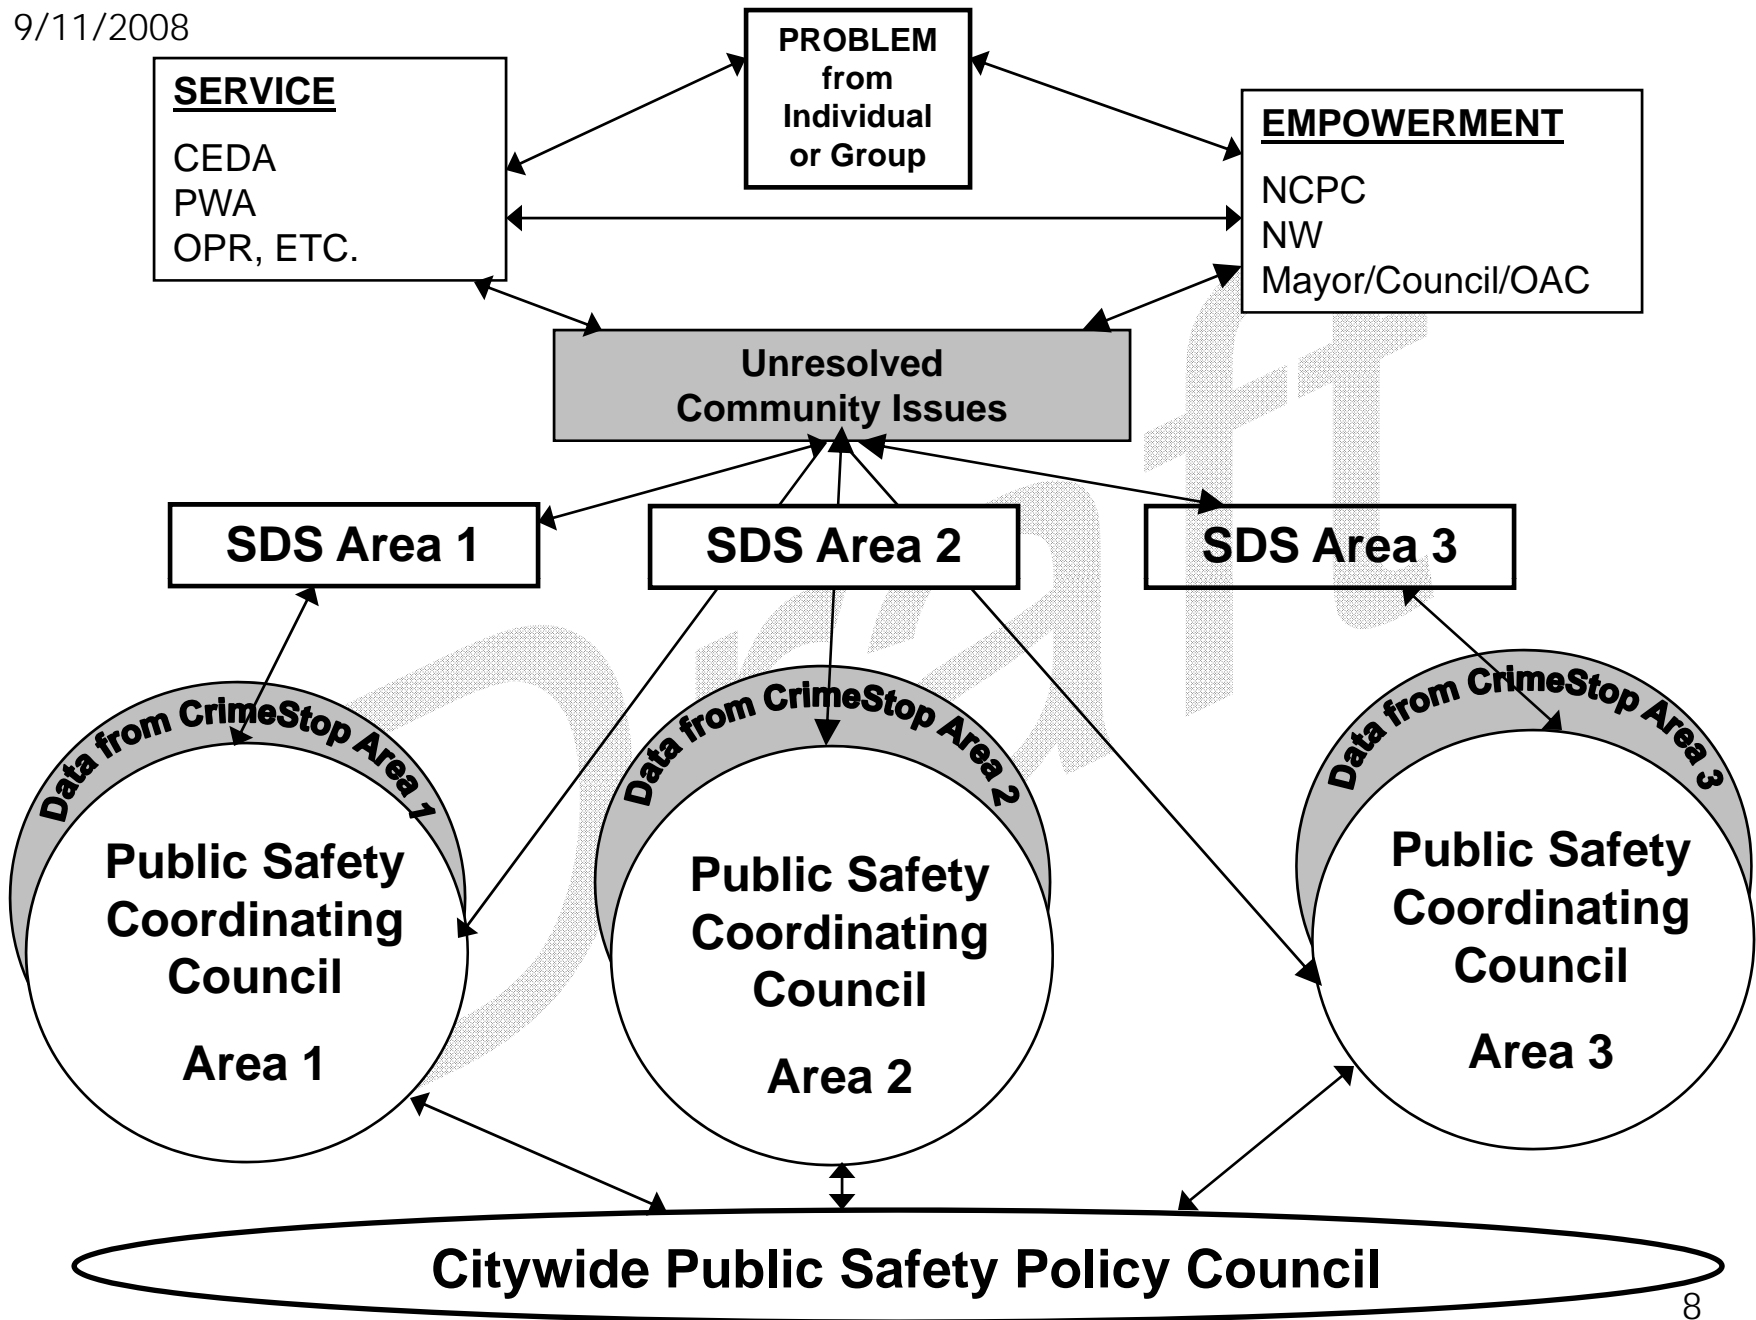 9/11/2008
PROBLEM
from
Individual
or Group
SERVICE
CEDA
PWA
OPR, ETC.
EMPOWERMENT
NCPC
NW
Mayor/Council/OAC
Unresolved
Community Issues
SDS Area 1
SDS Area 2
SDS Area 3
Data from CrimeStop Area 1
Public Safety
Coordinating
Council
Area 1
Data from CrimeStop Area 2
Public Safety
Coordinating
Council
Area 2
Data from CrimeStop Area 3
Public Safety
Coordinating
Council
Area 3
Draft
Citywide Public Safety Policy Council
8